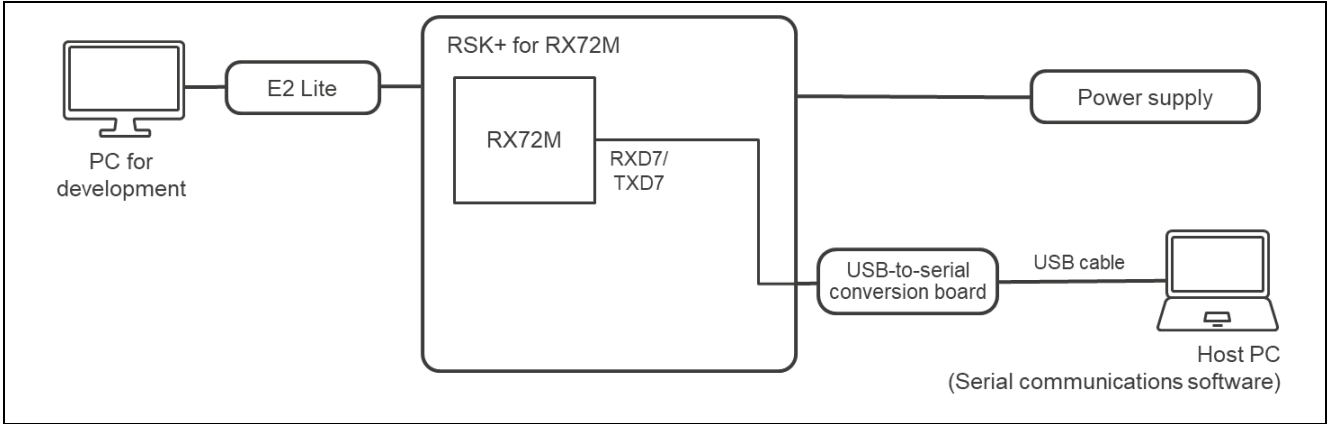 RSK+ for RX72M
E2 Lite
Power supply
RX72M
PC for
development
RXD7/
TXD7
USB-to-serial
conversion board
USB cable
Host PC
(Serial communications software)